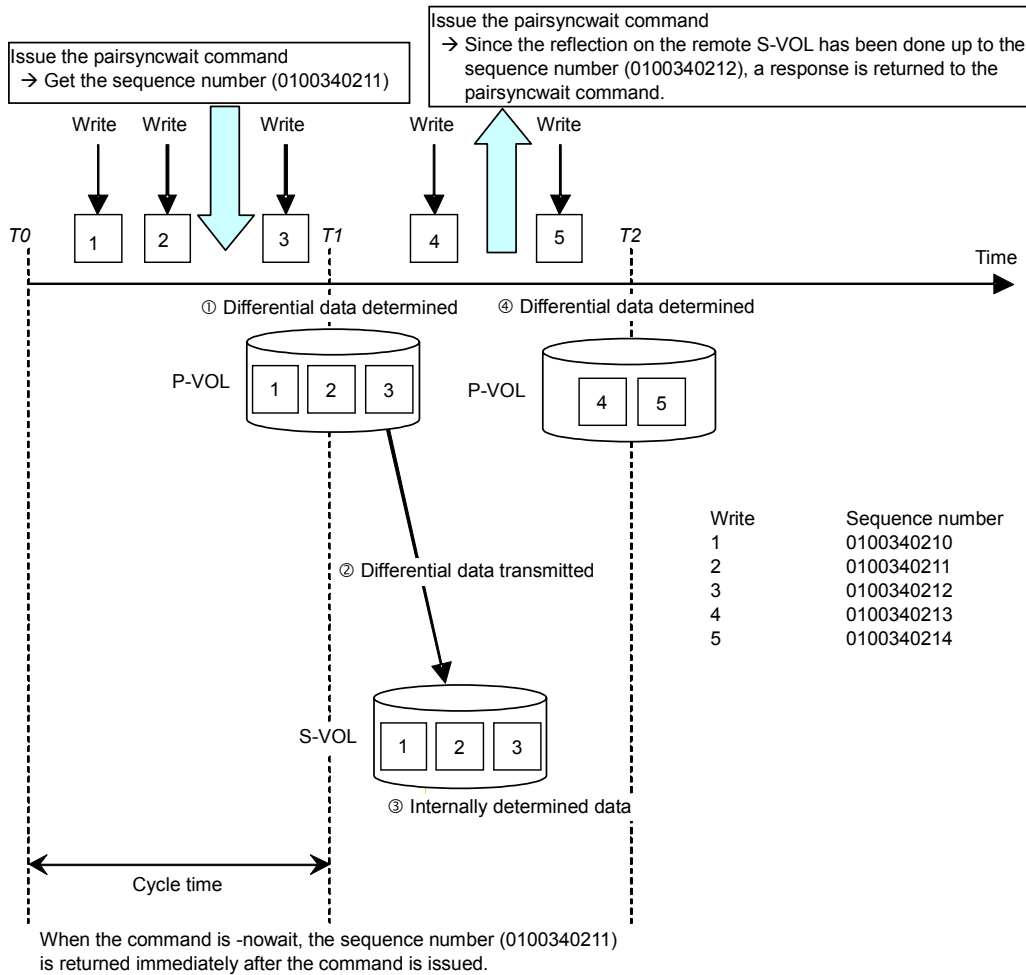 Issue the pairsyncwait command
→ Get the sequence number (0100340211)
Issue the pairsyncwait command
→ Since the reflection on the remote S-VOL has been done up to the
sequence number (0100340212), a response is returned to the
pairsyncwait command.
Write Write Write Write Write
1 2 3 4 5
T0 T1 T2
Time
① Differential data determined ④ Differential data determined
P-VOL 1 2 3 P-VOL 4 5
Write Sequence number
1 0100340210
2 0100340211
3 0100340212
4 0100340213
5 0100340214
② Differential data transmitted
S-VOL 1 2 3
③ Internally determined data
Cycle time
When the command is -nowait, the sequence number (0100340211)
is returned immediately after the command is issued.